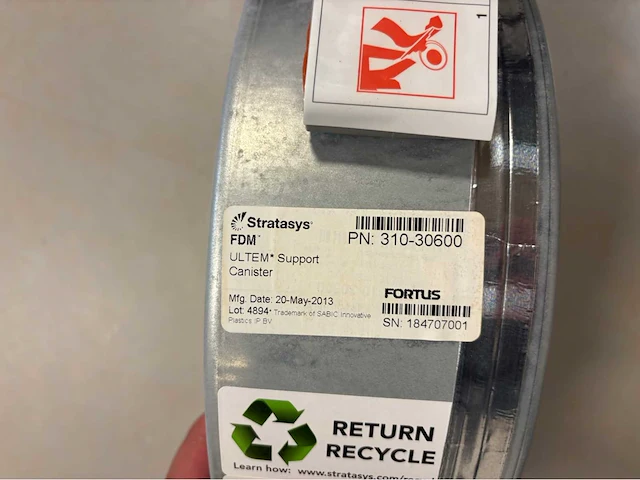 1
Stratasys®
FDM™
PN: 310-30600
ULTEM* Support
Canister
FORTUS
Mfg. Date: 20-May-2013
Lot: 4894
* Trademark of SABIC Innovative
Plastics IP BV
SN: 184707001
RETURN
RECYCLE
Learn how: www.stratasys.com/